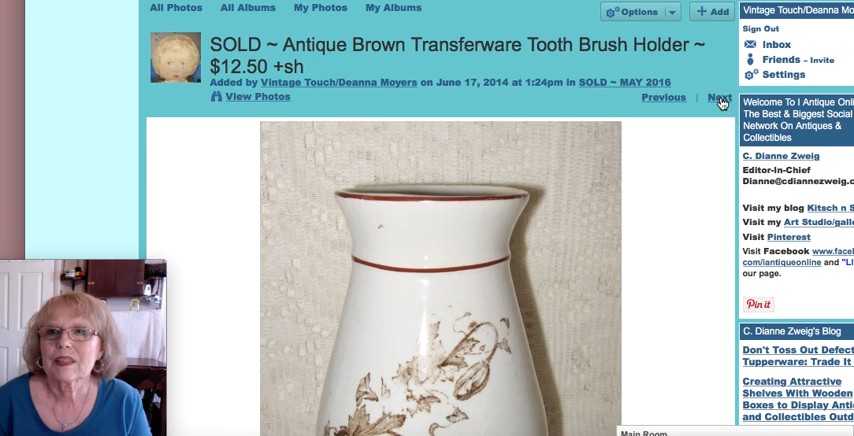 All Photos All Albums My Photos My Albums
Options
+ Add
SOLD ~ Antique Brown Transferware Tooth Brush Holder ~
$12.50 +sh
Added by Vintage Touch/Deanna Moyers on June 17, 2014 at 1:24pm in SOLD ~ MAY 2016
View Photos
Previous | Next
Vintage Touch/Deanna Mo
Sign Out
Inbox
Friends – Invite
Settings
Welcome To I Antique Onli
The Best & Biggest Social
Network On Antiques &
Collectibles
C. Dianne Zweig
Editor-In-Chief
Dianne@cdiannezweig.c
Visit my blog Kitsch n S
Visit my Art Studio/galle
Visit Pinterest
Visit Facebook www.face
com/iantiqueonline and "Li
our page.
Pin it
C. Dianne Zweig's Blog
Don't Toss Out Defect
Tupperware: Trade It
Creating Attractive
Shelves With Wooden
Boxes to Display Anti
and Collectibles Outd
Main Room